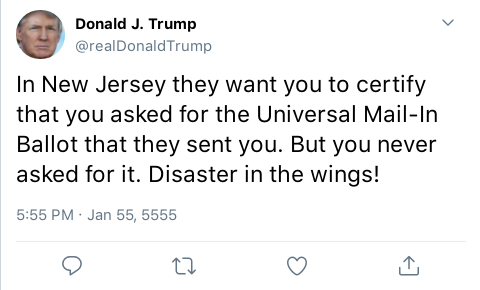 Donald J. Trump
@realDonaldTrump
In New Jersey they want you to certify
that you asked for the Universal Mail-In
Ballot that they sent you. But you never
asked for it. Disaster in the wings!
5:55 PM · Jan 55, 5555